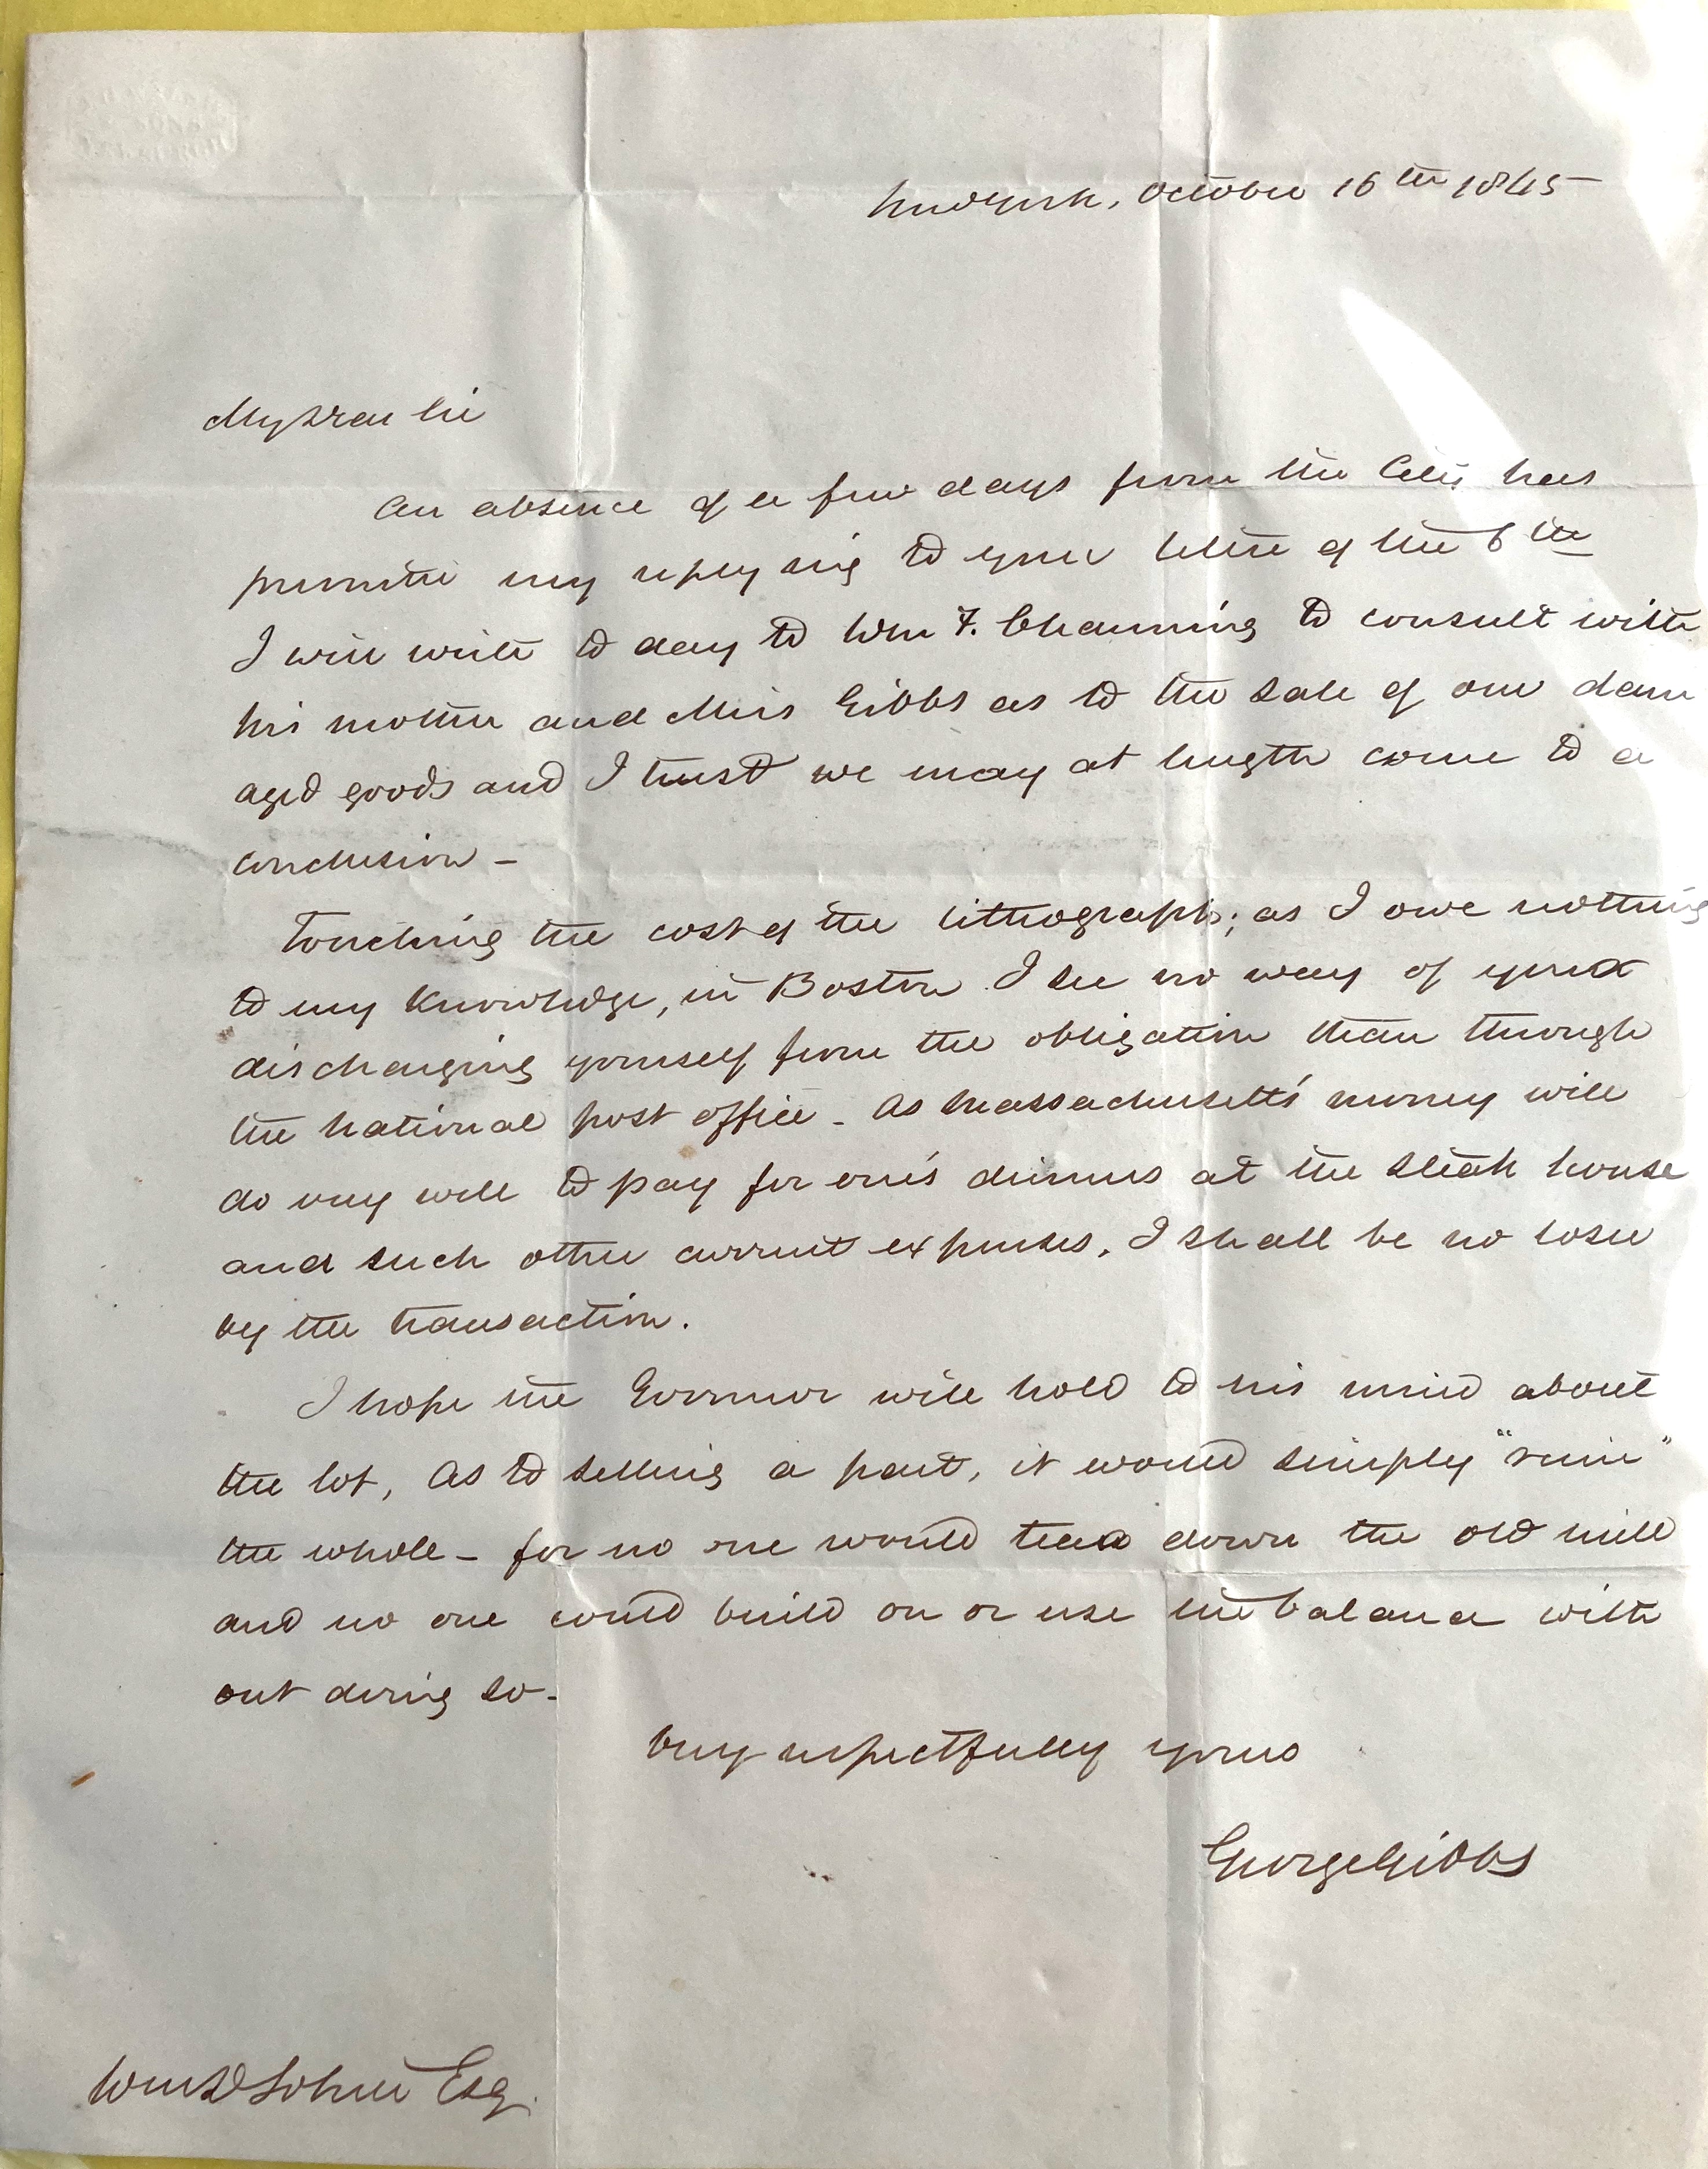 New York, October 16th 1845
My dear Sir
An absence of a few days from the City has
prevented my replying to your letter of the 6th
I will write to day to Wm F. Channing to consult with
his mother and Miss Gibbs as to the sale of our dam
aged goods and I trust we may at length come to a
conclusion –
Touching the cost of the lithographs; as I owe nothing
to my knowledge, in Boston I see no way of your
discharging yourself from the obligation than through
the national post office – As Massachusetts' money will
do very well to pay for one's dinners at the steak house
and such other current expenses, I shall be no loser
by the transaction.
I hope the Governor will hold to his mind about
the lot, As to selling a part, it would simply "ruin"
the whole – for no one would tear down the old mill
and no one could build on or use the balance with
out doing so –
Very respectfully yours
George Gibbs
Esq.